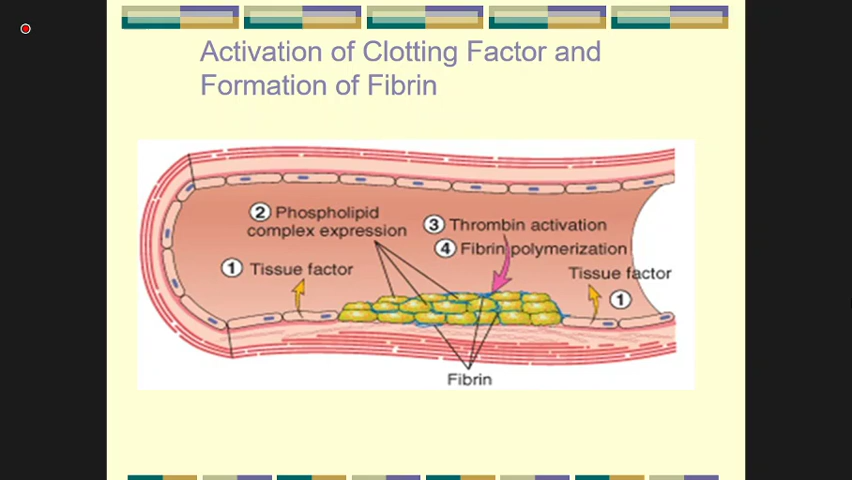 Activation of Clotting Factor and
Formation of Fibrin
2 Phospholipid
complex expression
3 Thrombin activation
4 Fibrin polymerization
1 Tissue factor
Tissue factor
1
Fibrin